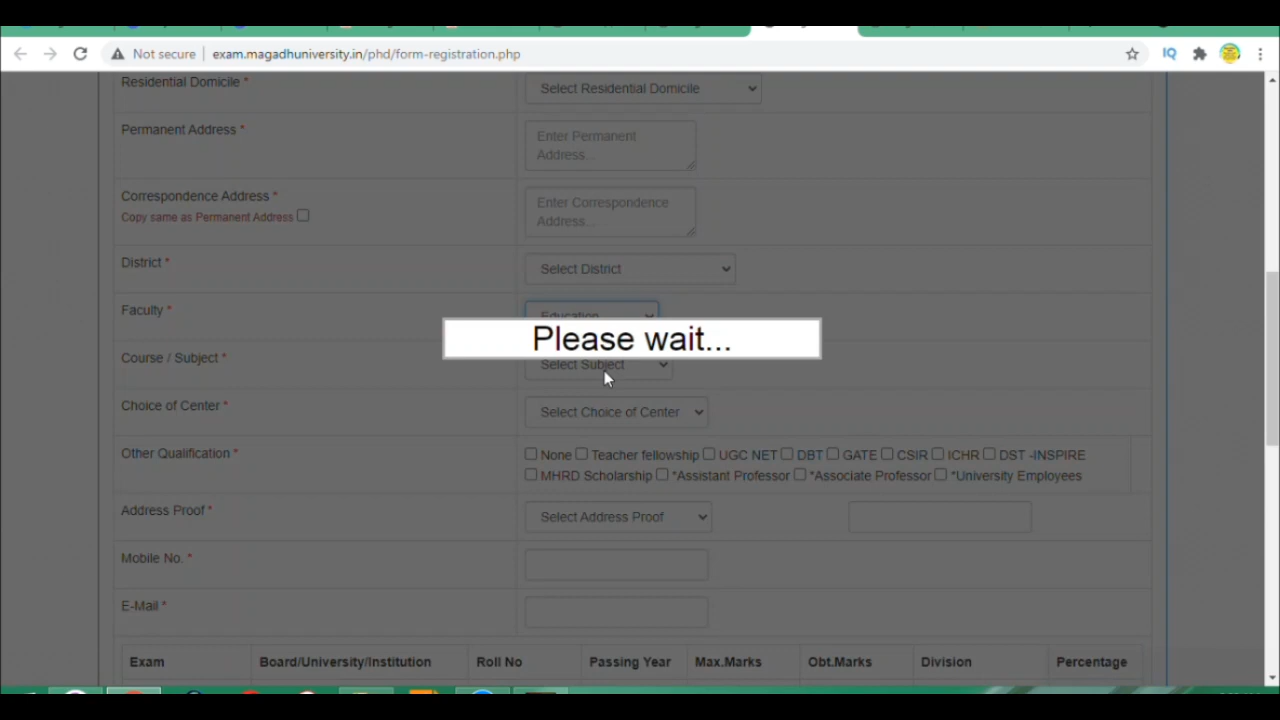 Not secure exam.magadhuniversity.in/phd/form-registration.php IQ
Residential Domicile * Select Residential Domicile
Permanent Address * Enter Permanent
Address...
Correspondence Address * Enter Correspondence
Copy same as Permanent Address Address...
District * Select District
Faculty * Education
Please wait...
Course / Subject * Select Subject
Choice of Center * Select Choice of Center
Other Qualification * None Teacher fellowship UGC NET DBT GATE CSIR ICHR DST -INSPIRE
MHRD Scholarship *Assistant Professor *Associate Professor *University Employees
Address Proof * Select Address Proof
Mobile No. *
E-Mail *
Exam Board/University/Institution Roll No Passing Year Max.Marks Obt.Marks Division Percentage